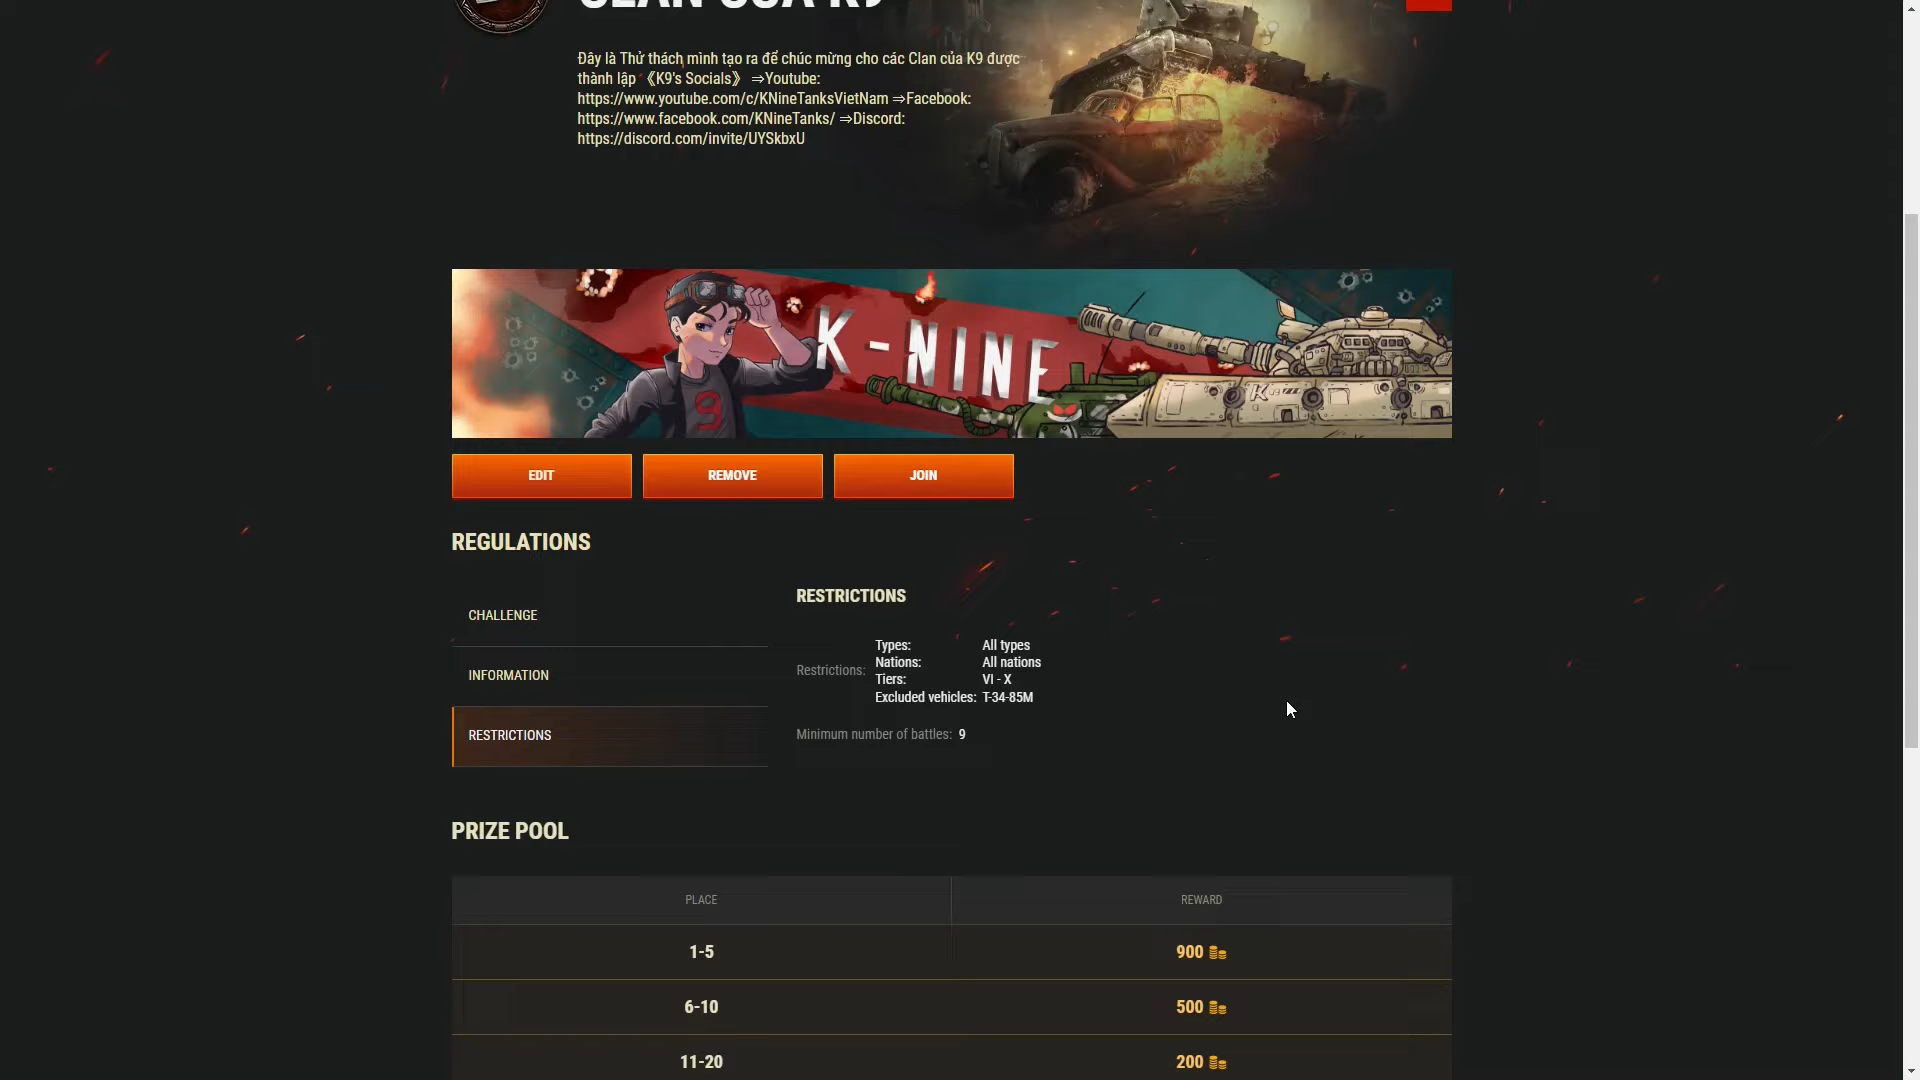 CLAN CỦA K9
Đây là Thử thách mình tạo ra để chúc mừng cho các Clan của K9 được
thành lập 《K9's Socials》 ⇒Youtube:
https://www.youtube.com/c/KNineTanksVietNam ⇒Facebook:
https://www.facebook.com/KNineTanks/ ⇒Discord:
https://discord.com/invite/UYSkbxU
K-NINE
9
K-
EDIT
REMOVE
JOIN
REGULATIONS
CHALLENGE
INFORMATION
RESTRICTIONS
RESTRICTIONS
Restrictions:
Types: All types
Nations: All nations
Tiers: VI - X
Excluded vehicles: T-34-85M
Minimum number of battles: 9
PRIZE POOL
PLACE REWARD
1-5 900
6-10 500
11-20 200